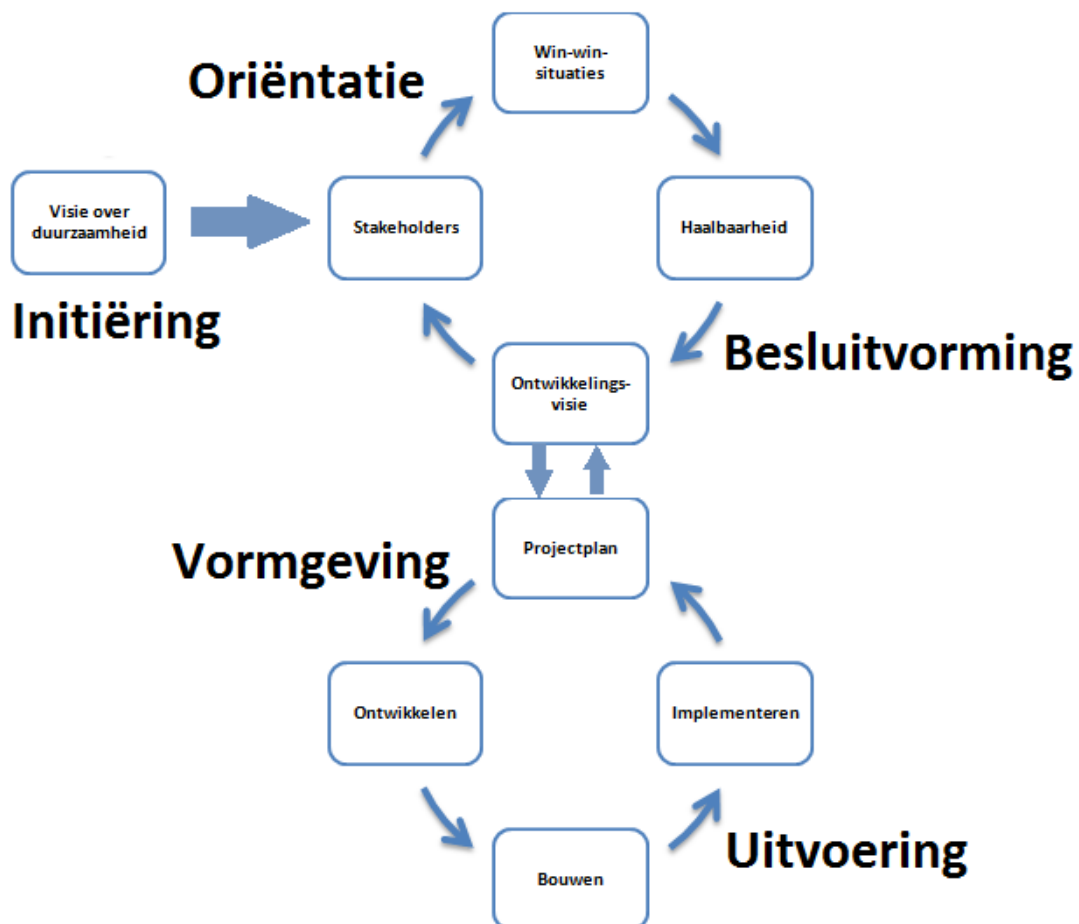 Win-win-
situaties
Oriëntatie
Visie over
duurzaamheid
Stakeholders
Haalbaarheid
Initiëring
Besluitvorming
Ontwikkelings-
visie
Projectplan
Vormgeving
Ontwikkelen
Implementeren
Bouwen
Uitvoering